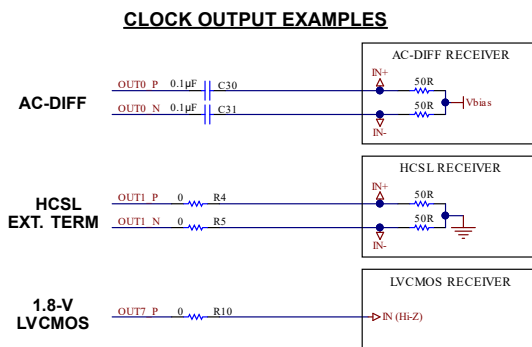 CLOCK OUTPUT EXAMPLES
AC-DIFF RECEIVER
AC-DIFF
OUT0_P 0.1µF C30 IN+ 50R
OUT0_N 0.1µF C31 IN- 50R
Vbias
HCSL RECEIVER
HCSL
EXT. TERM
OUT1_P 0 R4 IN+ 50R
OUT1_N 0 R5 IN- 50R
LVCMOS RECEIVER
1.8-V
LVCMOS
OUT7_P 0 R10 IN (Hi-Z)